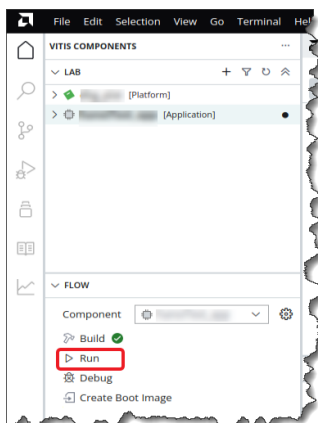 File Edit Selection View Go Terminal
VITIS COMPONENTS
LAB
[Platform]
[Application]
FLOW
Component
Build
Run
Debug
Create Boot Image